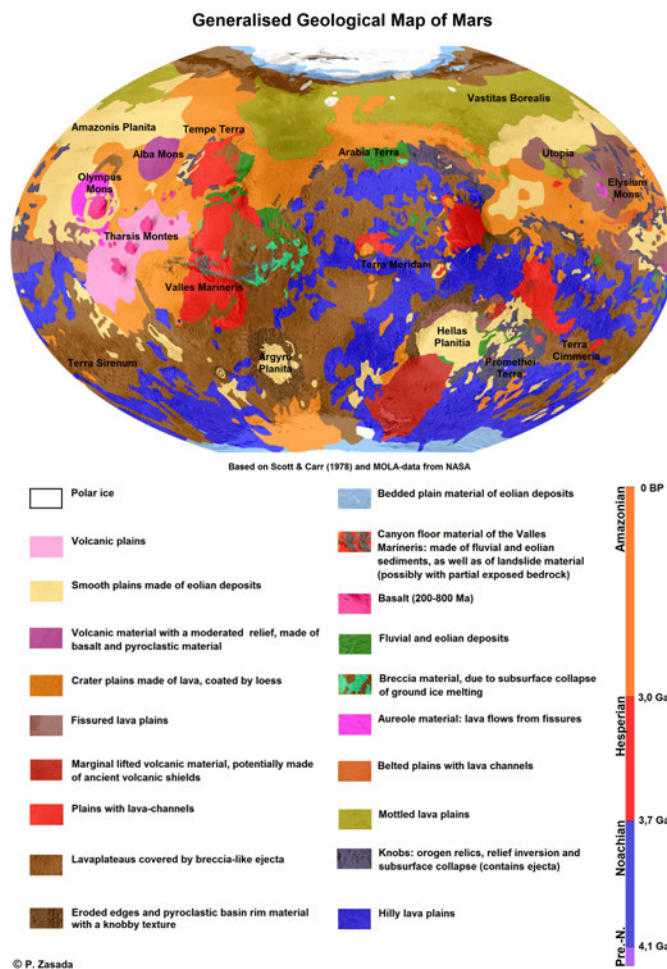 Generalised Geological Map of Mars
Vastitas Borealis
Amazonis Planita
Tempe Terra
Alba Mons
Arabia Terra
Utopia
Olympus
Mons
Elysium
Mons
Tharsis Montes
Terra Meridani
Valles Marineris
Hellas
Planitia
Terra Sirenum
Argyre
Planita
Promethei
Terra
Terra
Cimmeria
Based on Scott & Carr (1978) and MOLA-data from NASA
Polar ice
Volcanic plains
Smooth plains made of eolian deposits
Volcanic material with a moderated relief, made of
basalt and pyroclastic material
Crater plains made of lava, coated by loess
Fissured lava plains
Marginal lifted volcanic material, potentially made of
ancient volcanic shields
Plains with lava-channels
Lavaplateaus covered by breccia-like ejecta
Eroded edges and pyroclastic basin rim material
with a knobby texture
Bedded plain material of eolian deposits
Canyon floor material of the Valles
Marineris: made of fluvial and eolian
sediments, as well as of landslide material
(possibly with partial exposed bedrock)
Basalt (200-800 Ma)
Fluvial and eolian deposits
Breccia material, due to subsurface collapse
of ground ice melting
Aureole material: lava flows from fissures
Belted plains with lava channels
Mottled lava plains
Knobs: orogen relics, relief inversion and
subsurface collapse (contains ejecta)
Hilly lava plains
0 BP
Amazonian
3,0 Ga
Hesperian
3,7 Ga
Noachian
4,1 Ga
Pre.-N.
© P. Zasada